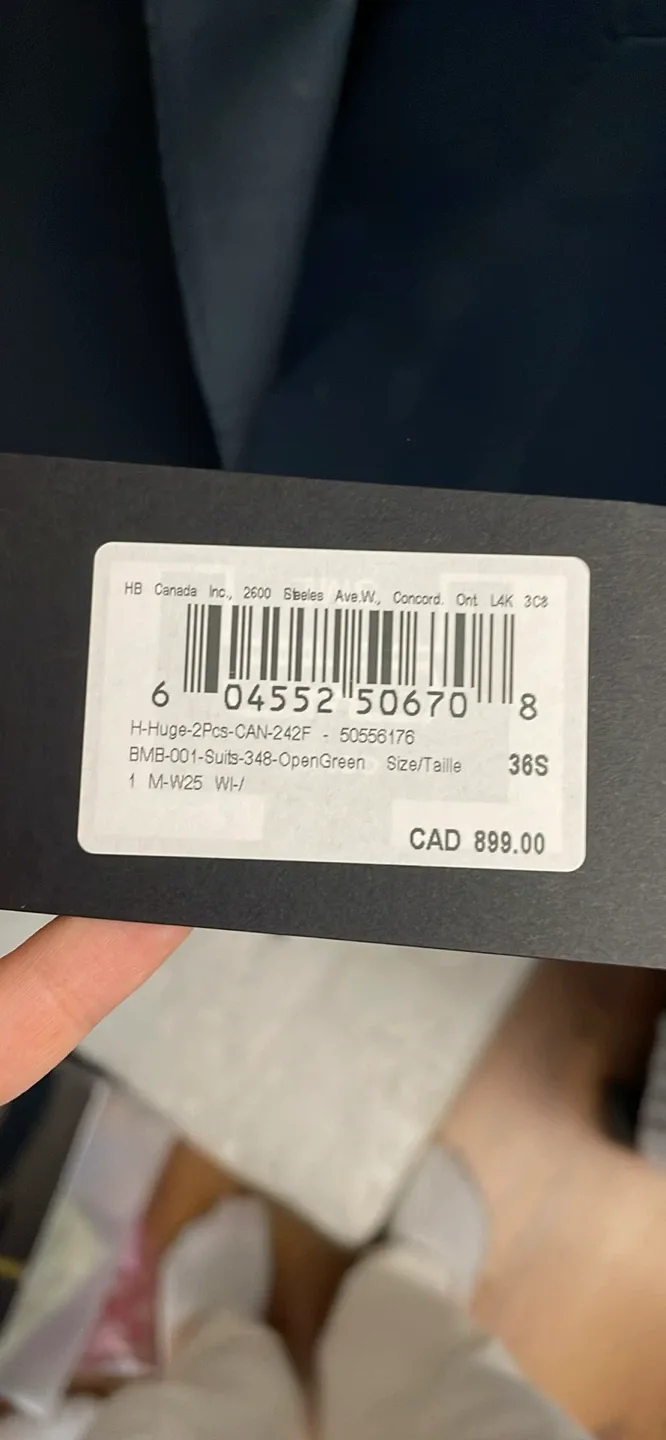 HB Canada Inc., 2600 Steeles Ave.W., Concord. Ont L4K 3C8
6 04552 50670 8
H-Huge-2Pcs-CAN-242F - 50556176
BMB-001-Suits-348-OpenGreen Size/Taille 36S
1 M-W25 WI-/
CAD 899.00